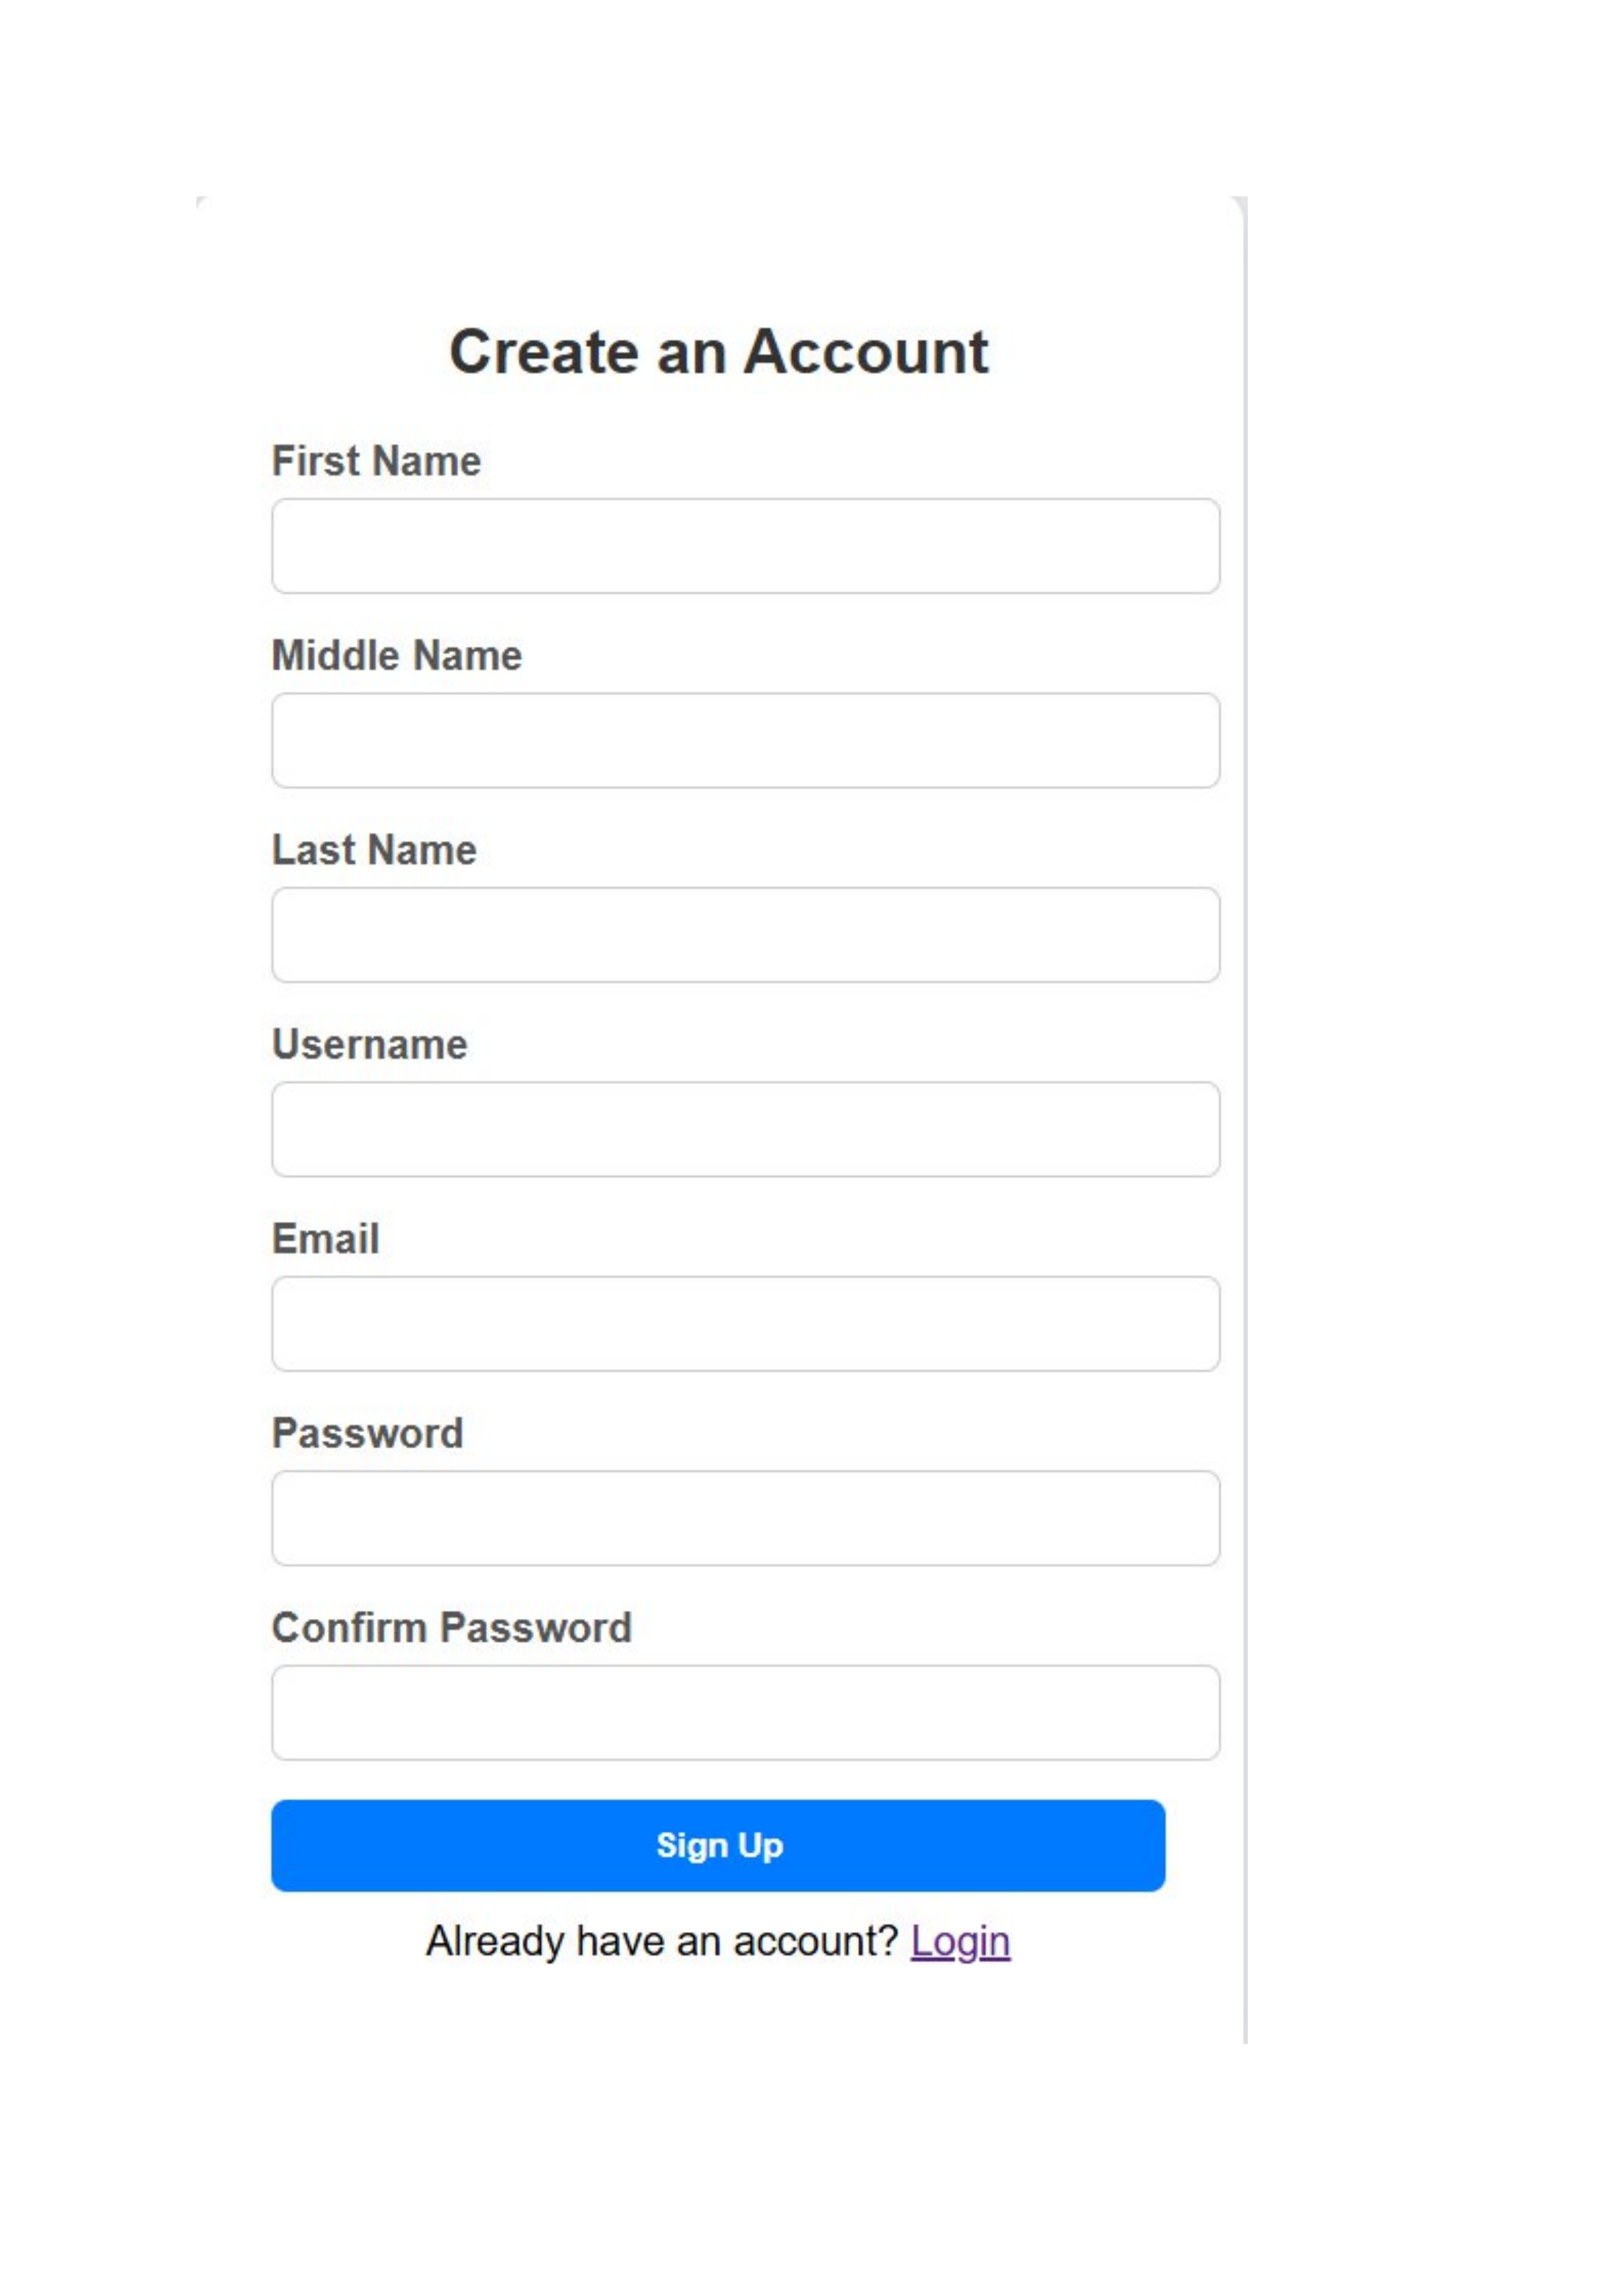 Create an Account
First Name
Middle Name
Last Name
Username
Email
Password
Confirm Password
Sign Up
Already have an account? Login